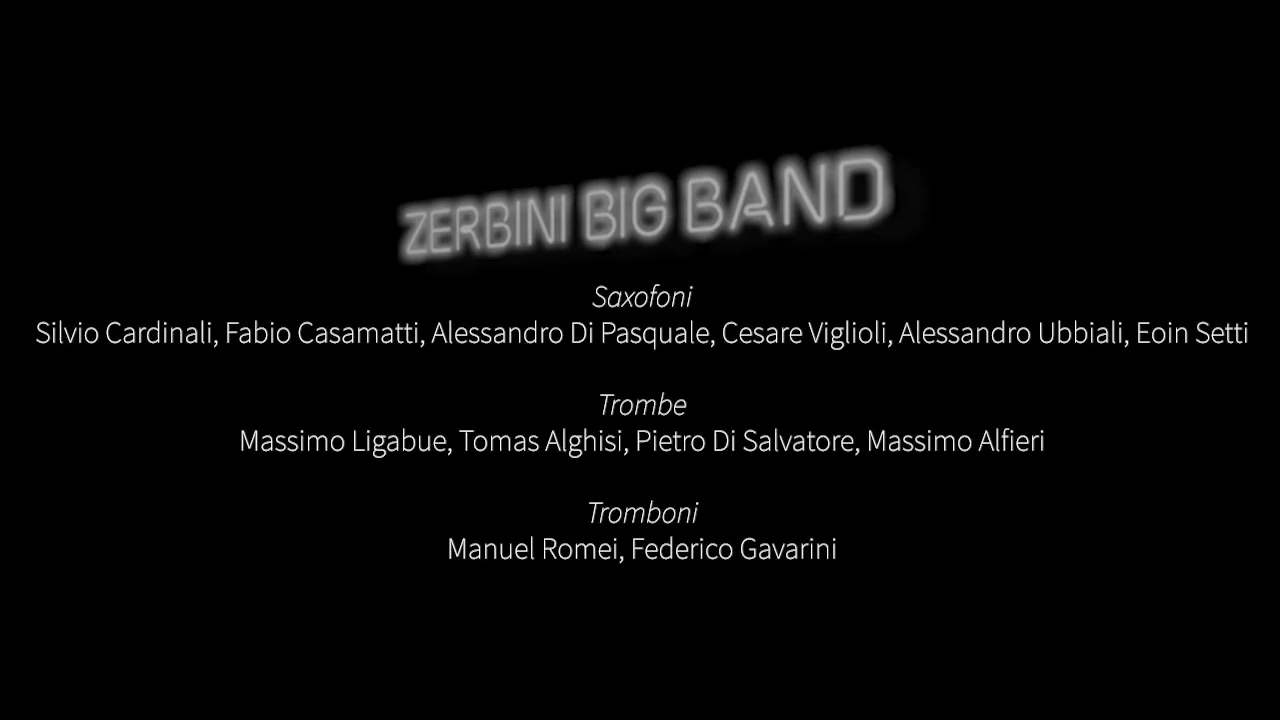 ZERBINI BIG BAND
Saxofoni
Silvio Cardinali, Fabio Casamatti, Alessandro Di Pasquale, Cesare Viglioli, Alessandro Ubbiali, Eoin Setti
Trombe
Massimo Ligabue, Tomas Alghisi, Pietro Di Salvatore, Massimo Alfieri
Tromboni
Manuel Romei, Federico Gavarini